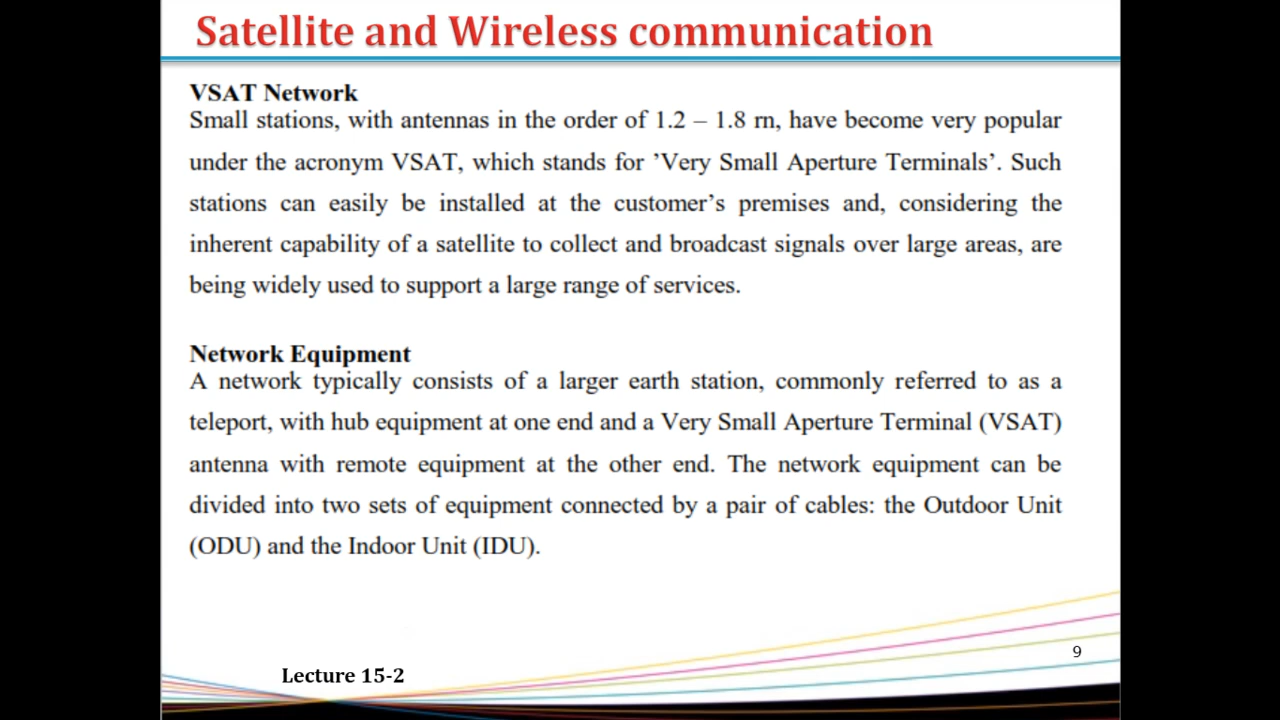 Satellite and Wireless communication
VSAT Network
Small stations, with antennas in the order of 1.2 – 1.8 rn, have become very popular
under the acronym VSAT, which stands for ’Very Small Aperture Terminals’. Such
stations can easily be installed at the customer’s premises and, considering the
inherent capability of a satellite to collect and broadcast signals over large areas, are
being widely used to support a large range of services.
Network Equipment
A network typically consists of a larger earth station, commonly referred to as a
teleport, with hub equipment at one end and a Very Small Aperture Terminal (VSAT)
antenna with remote equipment at the other end. The network equipment can be
divided into two sets of equipment connected by a pair of cables: the Outdoor Unit
(ODU) and the Indoor Unit (IDU).
9
Lecture 15-2